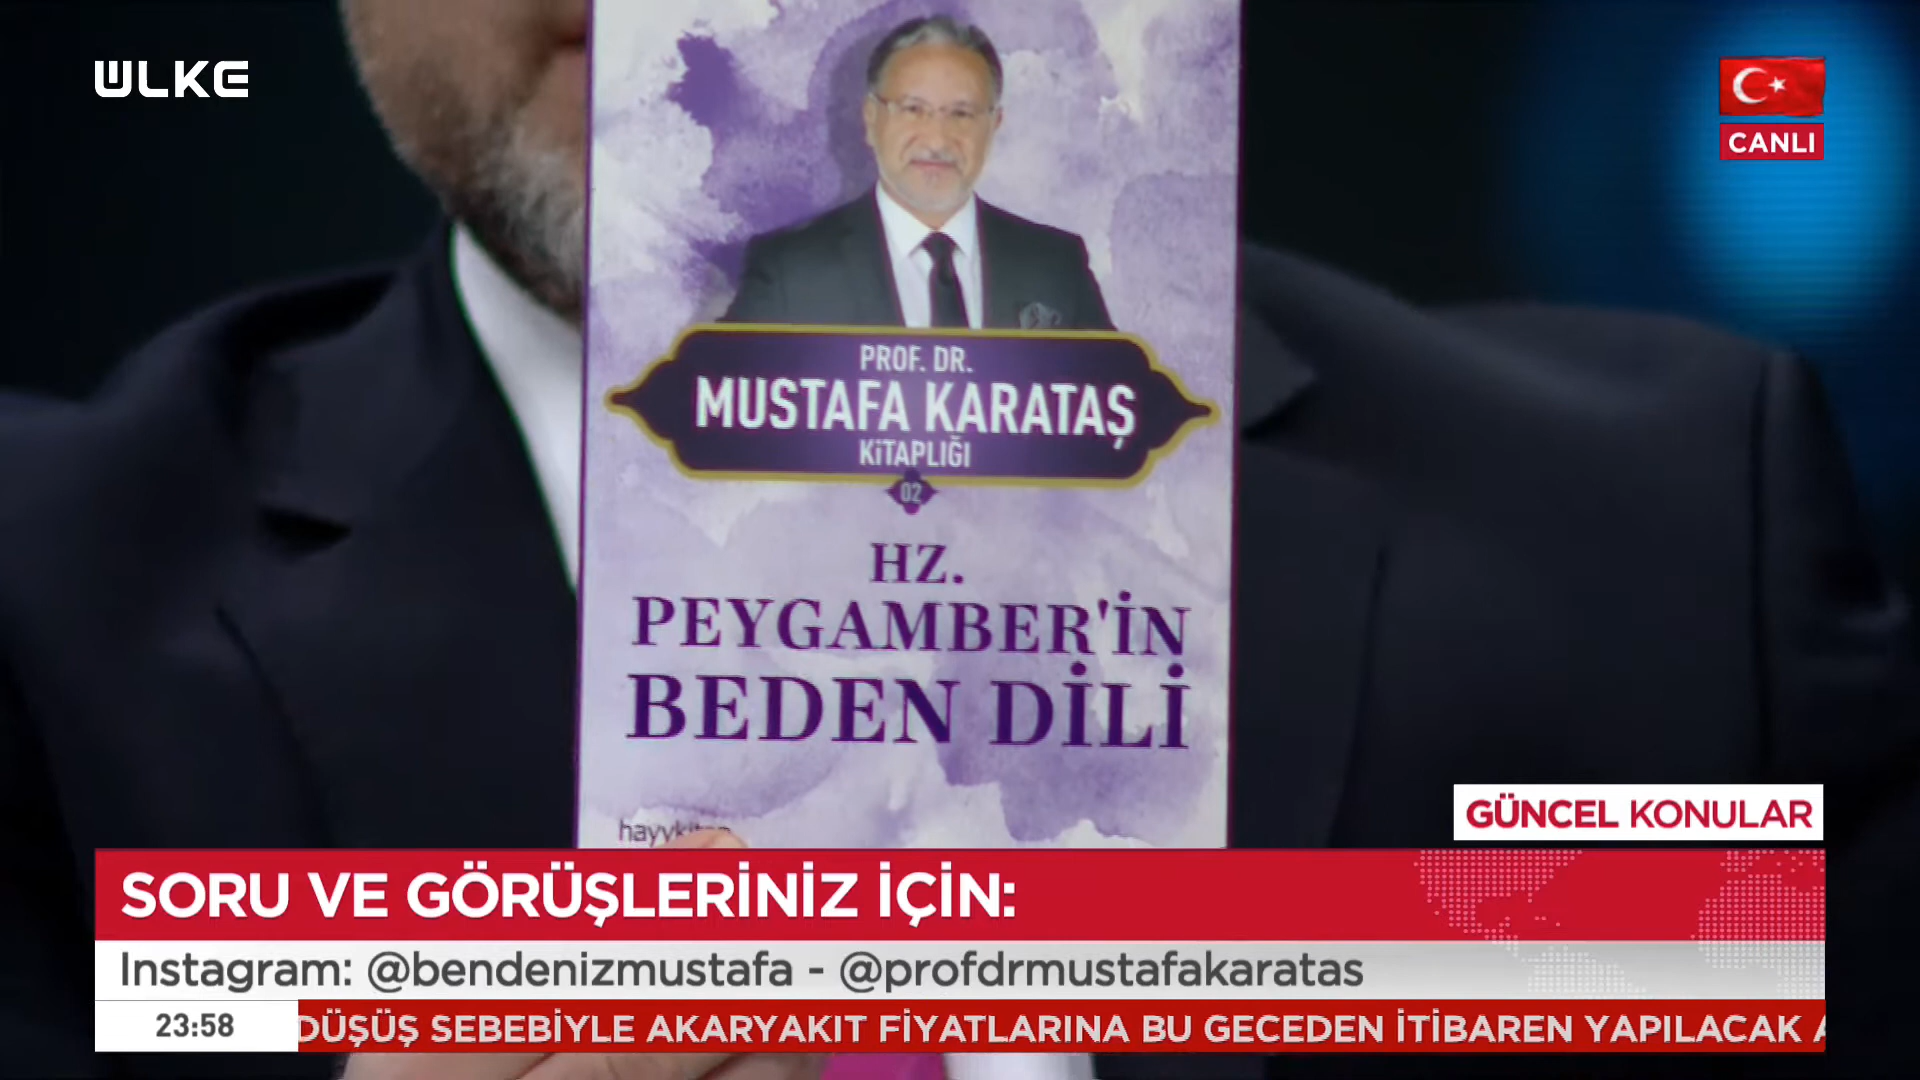 ÜLKE
CANLI
PROF. DR.
MUSTAFA KARATAŞ
KİTAPLIĞI
02
HZ.
PEYGAMBER'İN
BEDEN DİLİ
GÜNCEL KONULAR
SORU VE GÖRÜŞLERİNİZ İÇİN:
Instagram: @bendenizmustafa - @profdrmustafakaratas
23:58
DÜŞÜŞ SEBEBİYLE AKARYAKIT FİYATLARINA BU GECEDEN İTİBAREN YAPILACAK